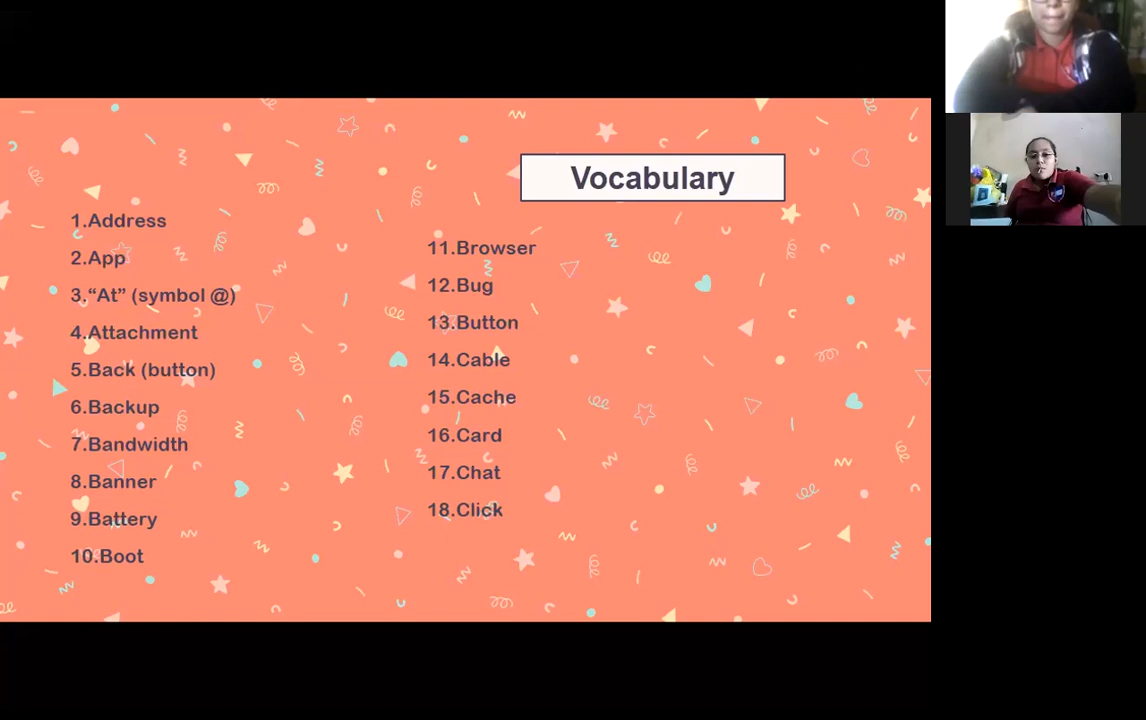 Vocabulary
1.Address
2.App
3.“At” (symbol @)
4.Attachment
5.Back (button)
6.Backup
7.Bandwidth
8.Banner
9.Battery
10.Boot
11.Browser
12.Bug
13.Button
14.Cable
15.Cache
16.Card
17.Chat
18.Click